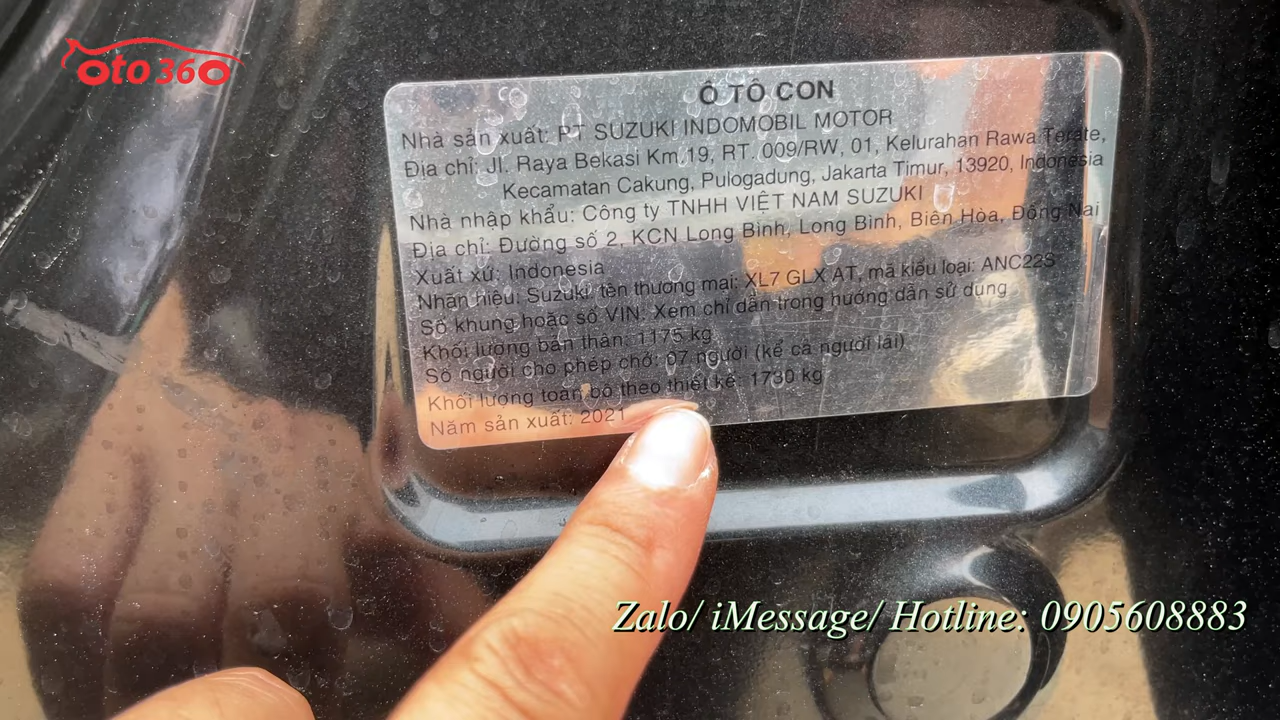 oto 360
Ô TÔ CON
Nhà sản xuất: PT SUZUKI INDOMOBIL MOTOR
Địa chỉ: Jl. Raya Bekasi Km,19, RT. 009/RW, 01, Kelurahan Rawa Terate,
Kecamatan Cakung, Pulogadung, Jakarta Timur, 13920, Indonesia
Nhà nhập khẩu: Công ty TNHH VIỆT NAM SUZUKI
Địa chỉ: Đường số 2, KCN Long Bình, Long Bình, Biên Hòa, Đồng Nai
Xuất xứ: Indonesia
Nhãn hiệu: Suzuki, tên thương mại: XL7 GLX AT, mã kiểu loại: ANC22S
Số khung hoặc số VIN: Xem chỉ dẫn trong hướng dẫn sử dụng
Khối lượng bản thân: 1175 kg
Số người cho phép chở: 07 người (kể cả người lái)
Khối lượng toàn bộ theo thiết kế: 1730 kg
Năm sản xuất: 2021
Zalo/ iMessage/ Hotline: 0905608883